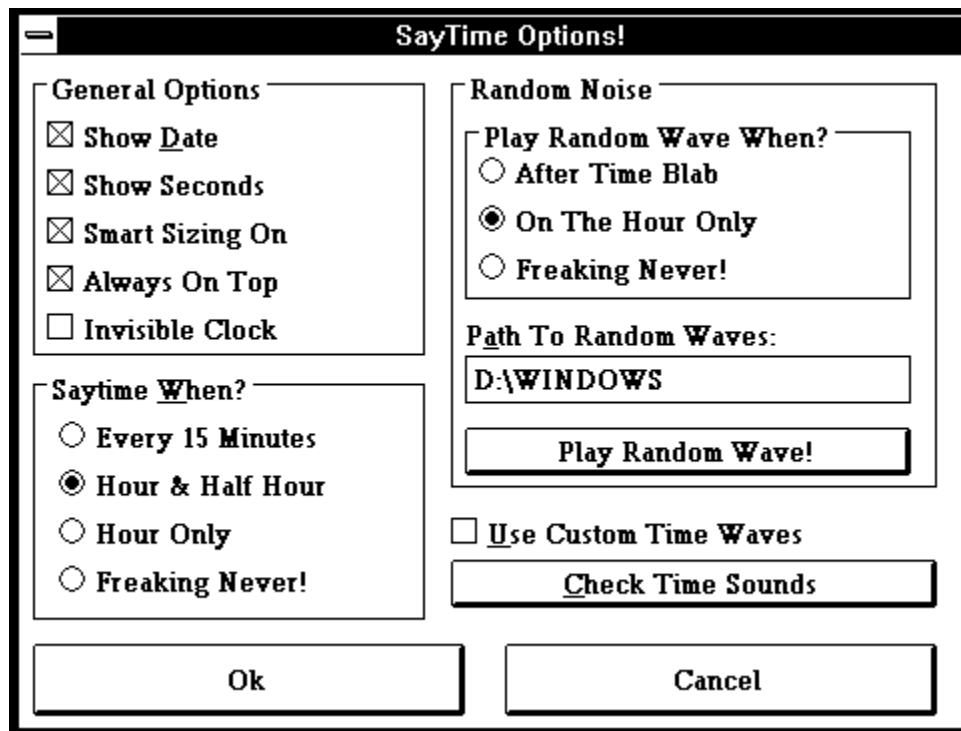 SayTime Options!
General Options
Show Date
Show Seconds
Smart Sizing On
Always On Top
Invisible Clock
Saytime When?
Every 15 Minutes
Hour & Half Hour
Hour Only
Freaking Never!
Random Noise
Play Random Wave When?
After Time Blab
On The Hour Only
Freaking Never!
Path To Random Waves:
D:\WINDOWS
Play Random Wave!
Use Custom Time Waves
Check Time Sounds
Ok
Cancel